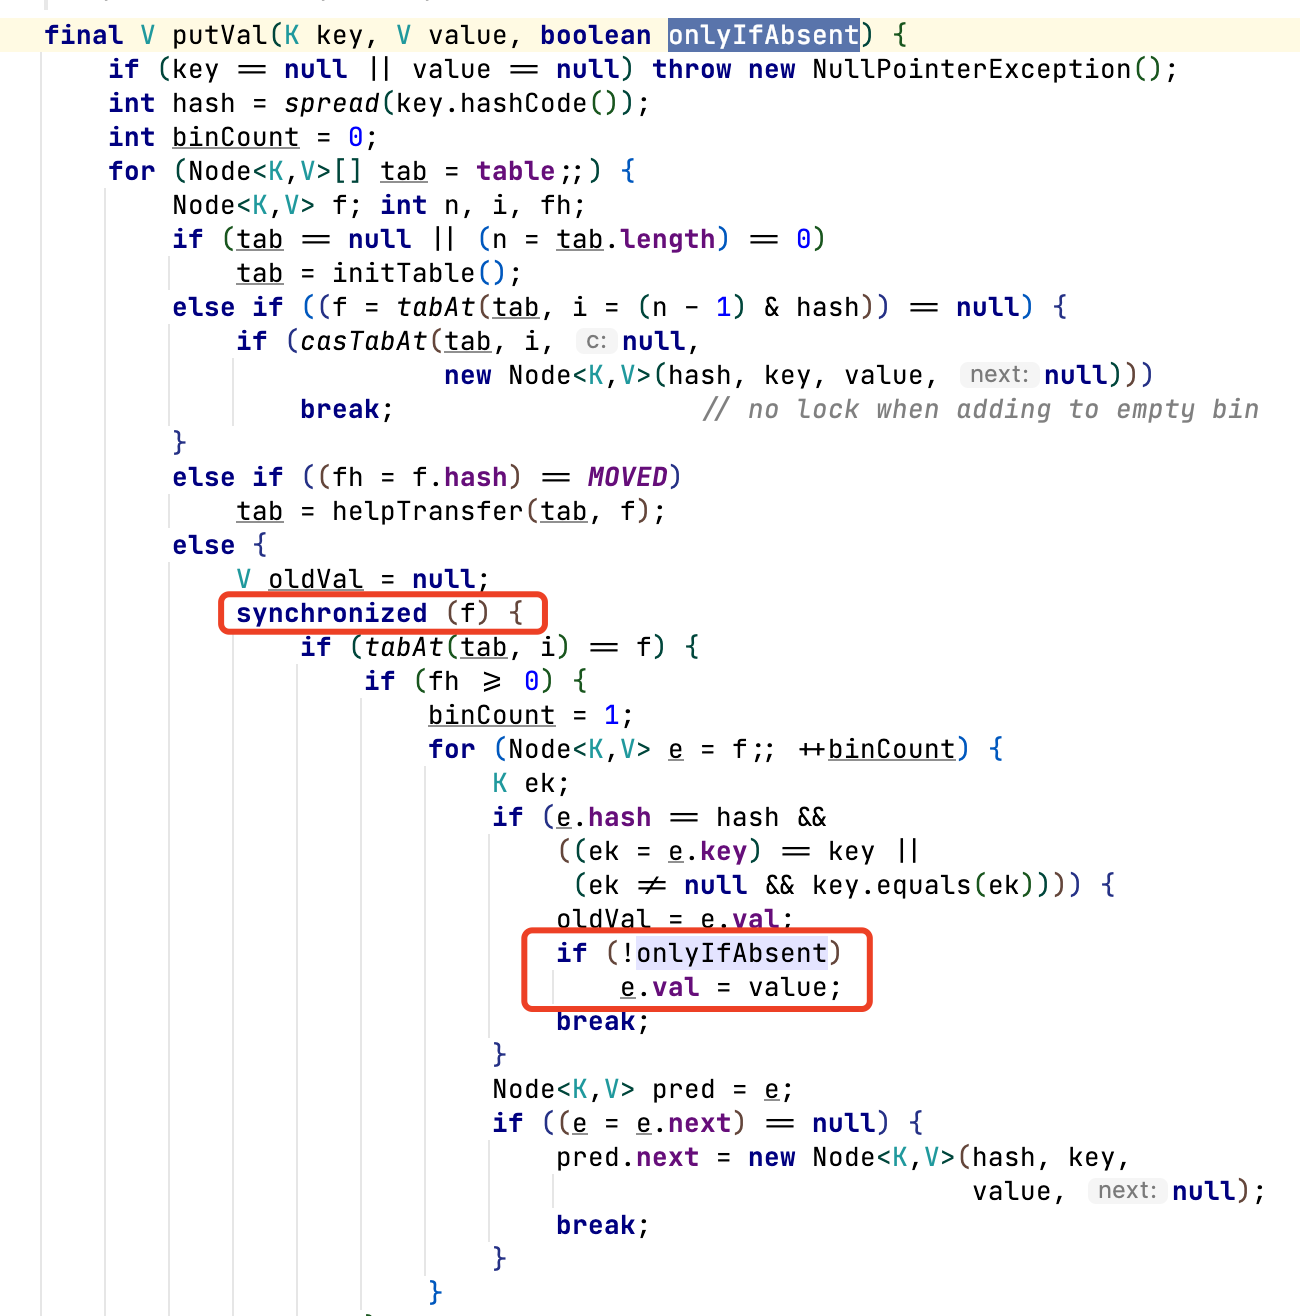 final V putVal(K key, V value, boolean onlyIfAbsent) {
if (key == null || value == null) throw new NullPointerException();
int hash = spread(key.hashCode());
int binCount = 0;
for (Node<K,V>[] tab = table;;) {
Node<K,V> f; int n, i, fh;
if (tab == null || (n = tab.length) == 0)
tab = initTable();
else if ((f = tabAt(tab, i = (n - 1) & hash)) == null) {
if (casTabAt(tab, i, c: null,
new Node<K,V>(hash, key, value, next: null)))
break; // no lock when adding to empty bin
}
else if ((fh = f.hash) == MOVED)
tab = helpTransfer(tab, f);
else {
V oldVal = null;
synchronized (f) {
if (tabAt(tab, i) == f) {
if (fh >= 0) {
binCount = 1;
for (Node<K,V> e = f;; ++binCount) {
K ek;
if (e.hash == hash &&
((ek = e.key) == key ||
(ek != null && key.equals(ek)))) {
oldVal = e.val;
if (!onlyIfAbsent)
e.val = value;
break;
}
Node<K,V> pred = e;
if ((e = e.next) == null) {
pred.next = new Node<K,V>(hash, key,
value, next: null);
break;
}
}